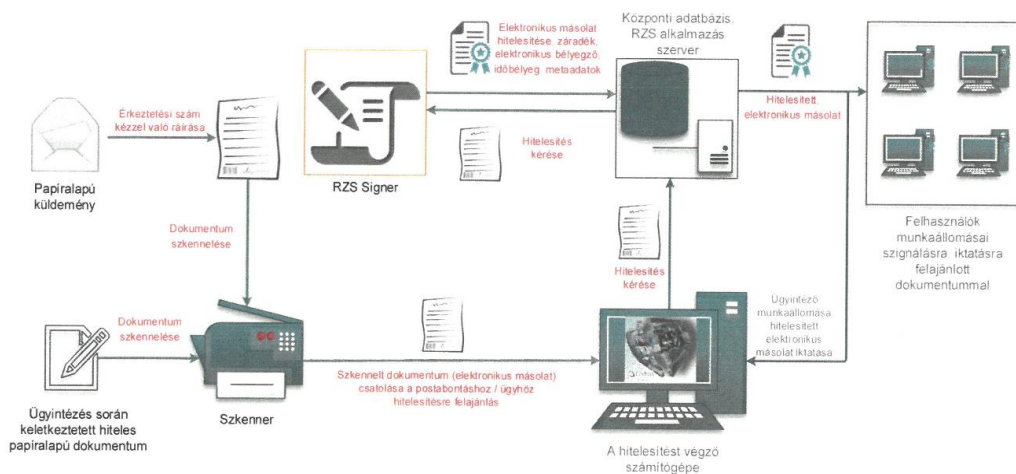 Elektronikus másolat
hitelesítése, záradék,
elektronikus bélyegző,
időbélyeg, metaadatok
Központi adatbázis,
RZS alkalmazás
szerver
Érkeztetési szám
kézzel való ráírása
Hitelesített,
elektronikus másolat
Hitelesítés
kérése
Papíralapú
küldemény
RZS Signer
Dokumentum
szkennelése
Hitelesítés
kérése
Felhasználók
munkaállomásai
szignálásra, iktatásra
felajánlott
dokumentummal
Dokumentum
szkennelése
Ügyintéző
munkaállomása
hitelesített
elektronikus
másolat iktatása
Szkennelt dokumentum (elektronikus másolat)
csatolása a postabontáshoz / ügyhöz
hitelesítésre felajánlás
Szkenner
Ügyintézés során
keletkeztetett hiteles
papíralapú dokumentum
A hitelesítést végző
számítógépe